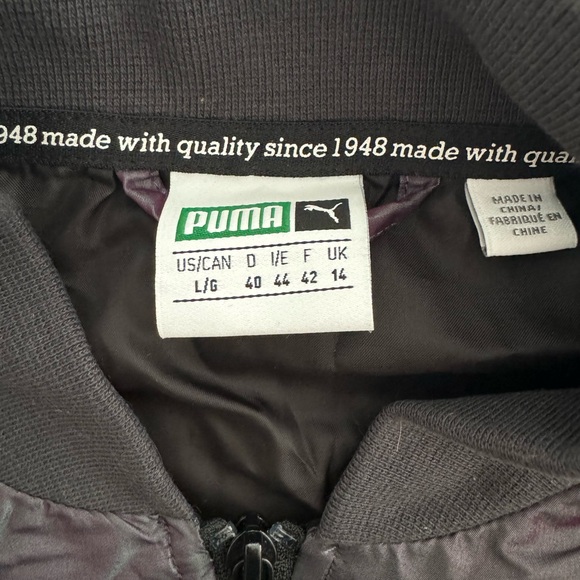 948 made with quality since 1948 made with qua
PUMA
US/CAN D I/E F UK
L/G 40 44 42 14
MADE IN
CHINA/
FABRIQUÉ EN
CHINE